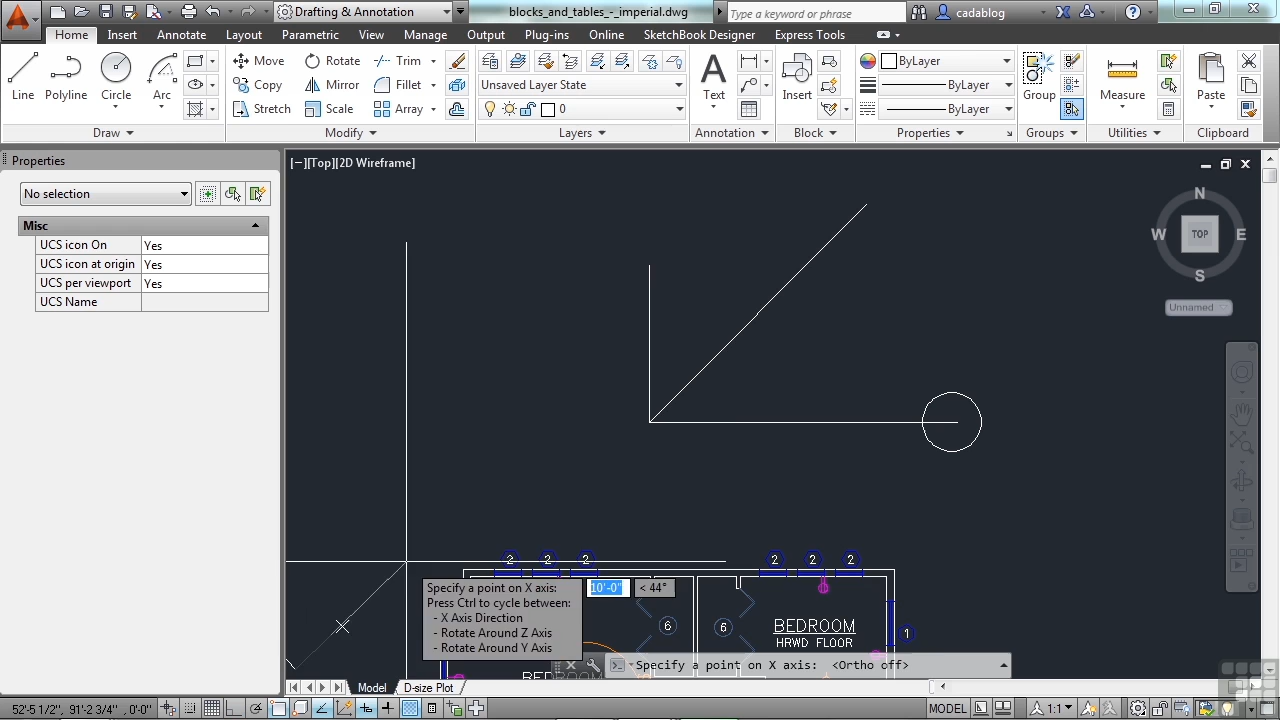 Drafting & Annotation
blocks_and_tables_-_imperial.dwg
Type a keyword or phrase
cadablog
Home Insert Annotate Layout Parametric View Manage Output Plug-ins Online SketchBook Designer Express Tools
Move Rotate Trim
Copy Mirror Fillet
Stretch Scale Array
Line Polyline Circle Arc
Unsaved Layer State
0
Text
Insert
ByLayer
ByLayer
ByLayer
Group
Measure
Paste
Draw Modify Layers Annotation Block Properties Groups Utilities Clipboard
Properties
No selection
Misc
UCS icon On Yes
UCS icon at origin Yes
UCS per viewport Yes
UCS Name
[−][Top][2D Wireframe]
N
W TOP E
S
Unnamed
2 2 2 2 2 2
Specify a point on X axis: 10'-0" < 44°
Press Ctrl to cycle between:
- X Axis Direction
- Rotate Around Z Axis
- Rotate Around Y Axis
6 6 BEDROOM 1
HRWD FLOOR
Specify a point on X axis: <Ortho off>
Model D-size Plot
52'-5 1/2", 91'-2 3/4" , 0'-0" MODEL 1:1